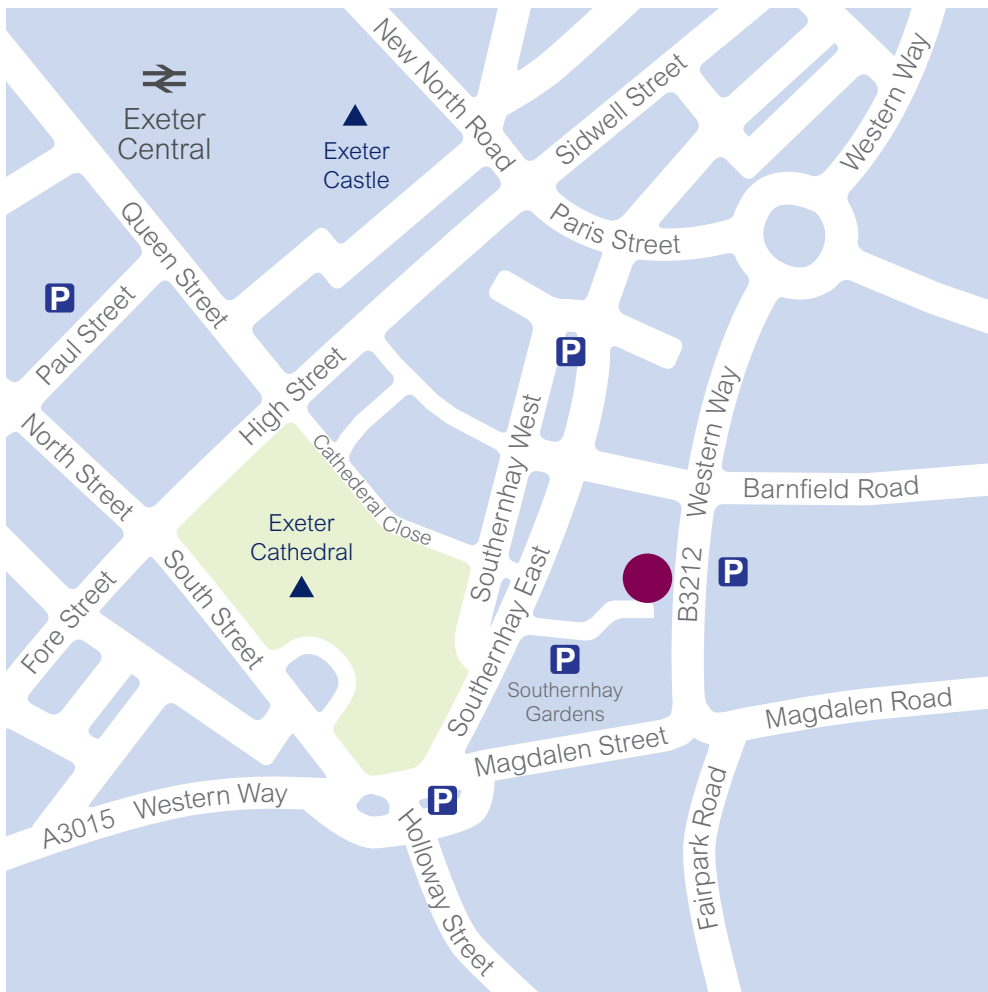 New North Road
Sidwell Street
Western Way
Exeter
Central
Exeter
Castle
Paris Street
Queen Street
P
Paul Street
P
High Street
Western Way
North Street
Cathederal Close
Southernhay West
Barnfield Road
Exeter
Cathedral
South Street
Southernhay East
B3212
P
Fore Street
P
Southernhay
Gardens
Magdalen Road
Magdalen Street
P
A3015 Western Way
Holloway Street
Fairpark Road